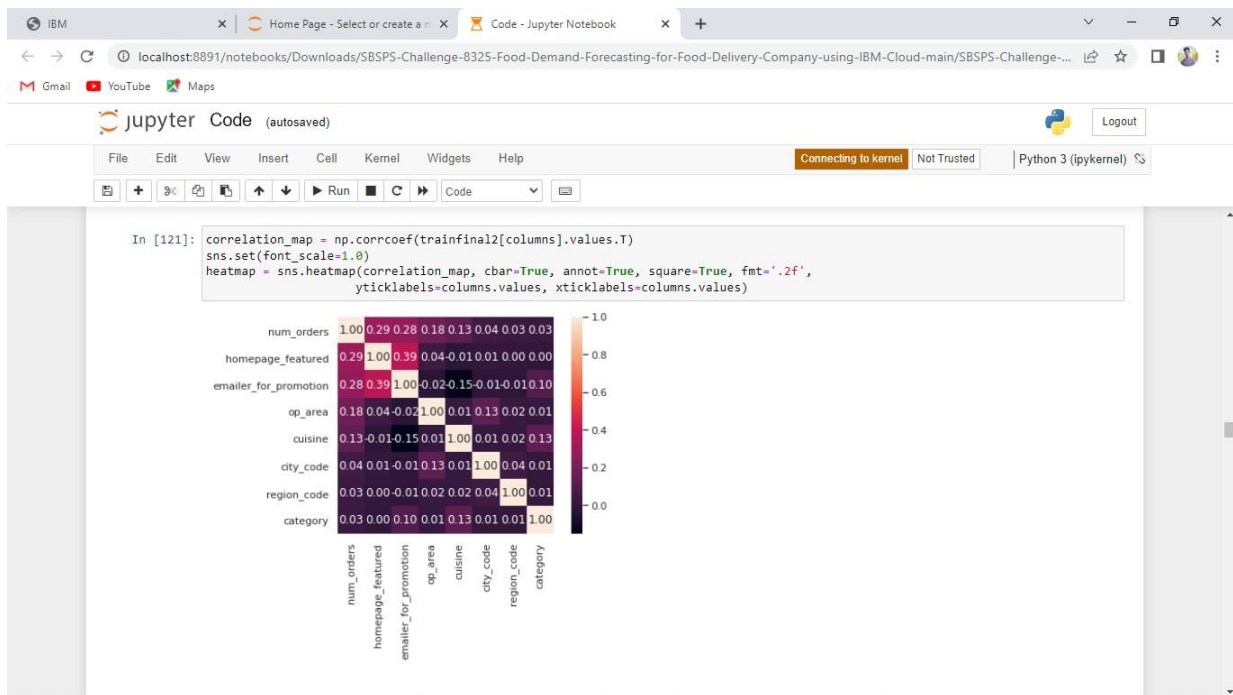 IBM
Home Page - Select or create a n
Code - Jupyter Notebook
localhost:8891/notebooks/Downloads/SBSPS-Challenge-8325-Food-Demand-Forecasting-for-Food-Delivery-Company-using-IBM-Cloud-main/SBSPS-Challenge-...
Gmail YouTube Maps
jupyter Code (autosaved) Logout
File Edit View Insert Cell Kernel Widgets Help Connecting to kernel Not Trusted Python 3 (ipykernel)
Run Code
In [121]: correlation_map = np.corrcoef(trainfinal2[columns].values.T)
sns.set(font_scale=1.0)
heatmap = sns.heatmap(correlation_map, cbar=True, annot=True, square=True, fmt='.2f',
yticklabels=columns.values, xticklabels=columns.values)
num_orders 1.00 0.29 0.28 0.18 0.13 0.04 0.03 0.03
homepage_featured 0.29 1.00 0.39 0.04 -0.01 0.01 0.00 0.00
emailer_for_promotion 0.28 0.39 1.00 -0.02 -0.15 -0.01 -0.01 0.10
op_area 0.18 0.04 -0.02 1.00 0.01 0.13 0.02 0.01
cuisine 0.13 -0.01 -0.15 0.01 1.00 0.01 0.02 0.13
city_code 0.04 0.01 -0.01 0.13 0.01 1.00 0.04 0.01
region_code 0.03 0.00 -0.01 0.02 0.02 0.04 1.00 0.01
category 0.03 0.00 0.10 0.01 0.13 0.01 0.01 1.00
num_orders
homepage_featured
emailer_for_promotion
op_area
cuisine
city_code
region_code
category
1.0
0.8
0.6
0.4
0.2
0.0